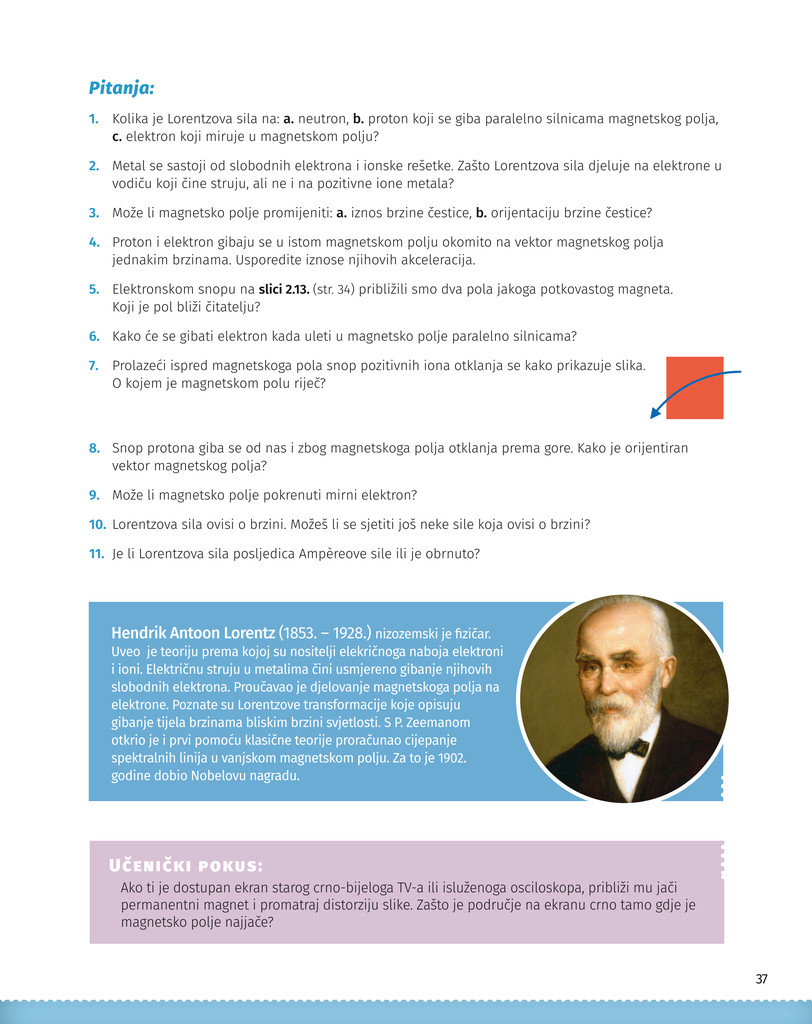 Pitanja:
1. Kolika je Lorentzova sila na: a. neutron, b. proton koji se giba paralelno silnicama magnetskog polja,
c. elektron koji miruje u magnetskom polju?
2. Metal se sastoji od slobodnih elektrona i ionske rešetke. Zašto Lorentzova sila djeluje na elektrone u
vodiču koji čine struju, ali ne i na pozitivne ione metala?
3. Može li magnetsko polje promijeniti: a. iznos brzine čestice, b. orijentaciju brzine čestice?
4. Proton i elektron gibaju se u istom magnetskom polju okomito na vektor magnetskog polja
jednakim brzinama. Usporedite iznose njihovih akceleracija.
5. Elektronskom snopu na slici 2.13. (str. 34) približili smo dva pola jakoga potkovastog magneta.
Koji je pol bliži čitatelju?
6. Kako će se gibati elektron kada uleti u magnetsko polje paralelno silnicama?
7. Prolazeći ispred magnetskoga pola snop pozitivnih iona otklanja se kako prikazuje slika.
O kojem je magnetskom polu riječ?
8. Snop protona giba se od nas i zbog magnetskoga polja otklanja prema gore. Kako je orijentiran
vektor magnetskog polja?
9. Može li magnetsko polje pokrenuti mirni elektron?
10. Lorentzova sila ovisi o brzini. Možeš li se sjetiti još neke sile koja ovisi o brzini?
11. Je li Lorentzova sila posljedica Ampèreove sile ili je obrnuto?
Hendrik Antoon Lorentz (1853. – 1928.) nizozemski je fizičar.
Uveo je teoriju prema kojoj su nositelji elekričnoga naboja elektroni
i ioni. Električnu struju u metalima čini usmjereno gibanje njihovih
slobodnih elektrona. Proučavao je djelovanje magnetskoga polja na
elektrone. Poznate su Lorentzove transformacije koje opisuju
gibanje tijela brzinama bliskim brzini svjetlosti. S P. Zeemanom
otkrio je i prvi pomoću klasične teorije proračunao cijepanje
spektralnih linija u vanjskom magnetskom polju. Za to je 1902.
godine dobio Nobelovu nagradu.
Učenički pokus:
Ako ti je dostupan ekran starog crno-bijeloga TV-a ili isluženoga osciloskopa, približi mu jači
permanentni magnet i promatraj distorziju slike. Zašto je područje na ekranu crno tamo gdje je
magnetsko polje najjače?
37